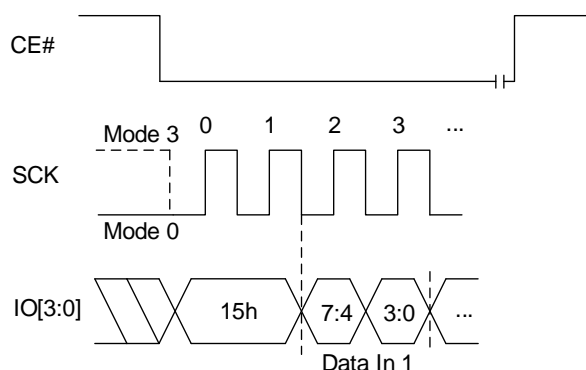 CE#
0 1 2 3 ...
Mode 3
SCK
Mode 0
IO[3:0] 15h 7:4 3:0 ...
Data In 1